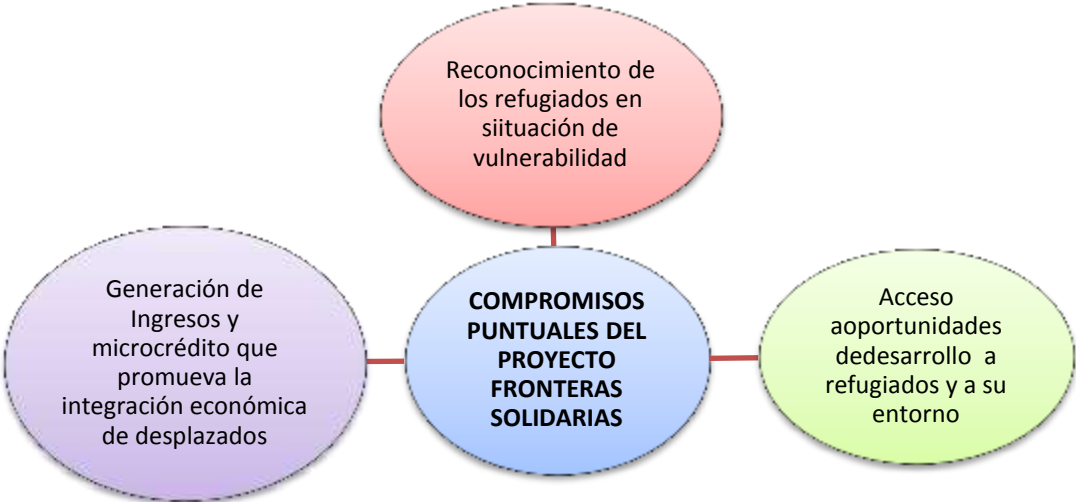 Reconocimiento de
los refugiados en
siituación de
vulnerabilidad
Generación de
Ingresos y
microcrédito que
promueva la
integración económica
de desplazados
COMPROMISOS
PUNTUALES DEL
PROYECTO
FRONTERAS
SOLIDARIAS
Acceso
aoportunidades
dedesarrollo a
refugiados y a su
entorno